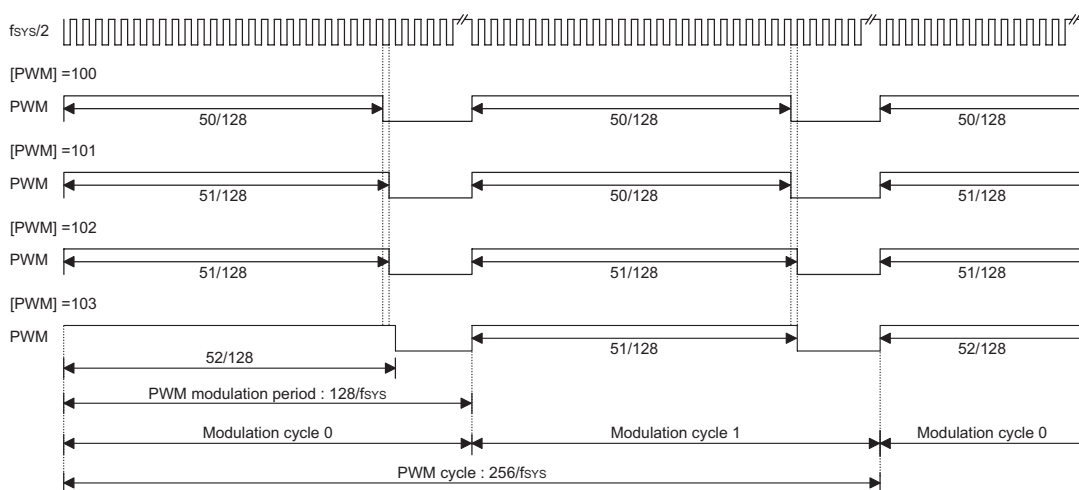 fSYS/2
[PWM] =100
PWM
50/128 50/128 50/128
[PWM] =101
PWM
51/128 50/128 51/128
[PWM] =102
PWM
51/128 51/128 51/128
[PWM] =103
PWM
52/128 51/128 52/128
PWM modulation period : 128/fSYS
Modulation cycle 0 Modulation cycle 1 Modulation cycle 0
PWM cycle : 256/fSYS